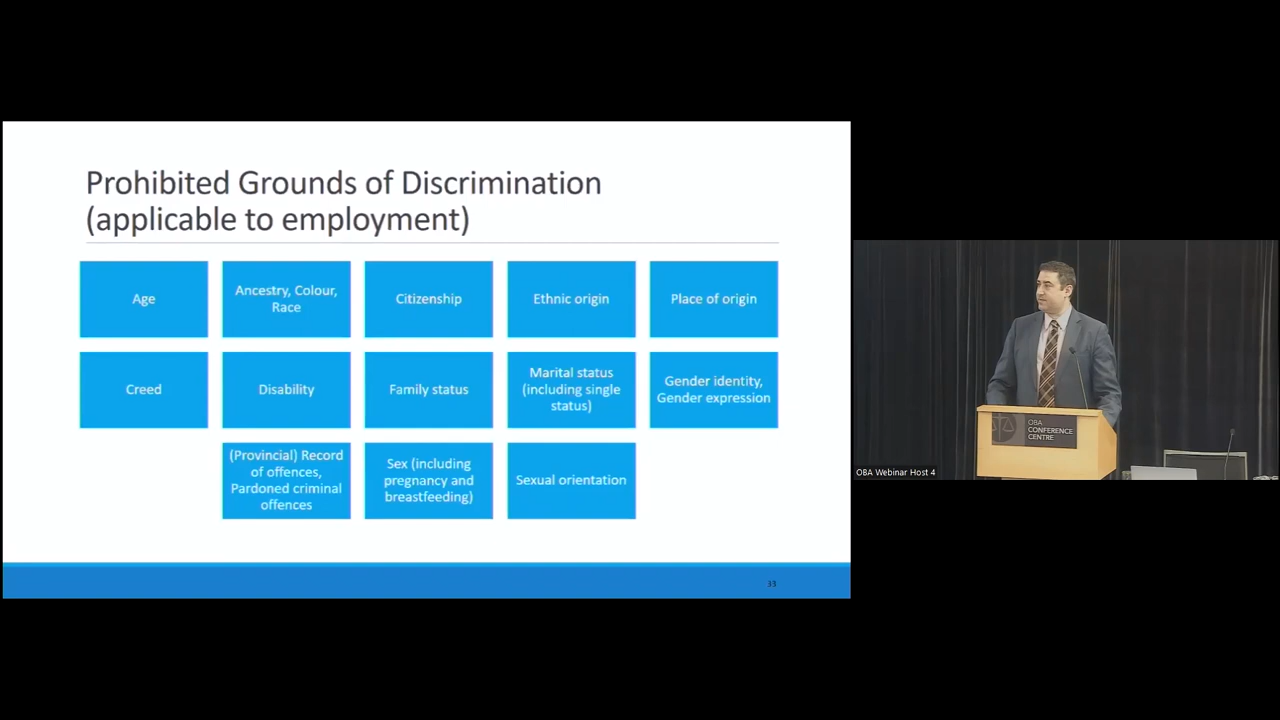 Prohibited Grounds of Discrimination
(applicable to employment)
Age
Ancestry, Colour,
Race
Citizenship
Ethnic origin
Place of origin
Creed
Disability
Family status
Marital status
(including single
status)
Gender identity,
Gender expression
(Provincial) Record
of offences,
Pardoned criminal
offences
Sex (including
pregnancy and
breastfeeding)
Sexual orientation
33
OBA
CONFERENCE
CENTRE
OBA Webinar Host 4